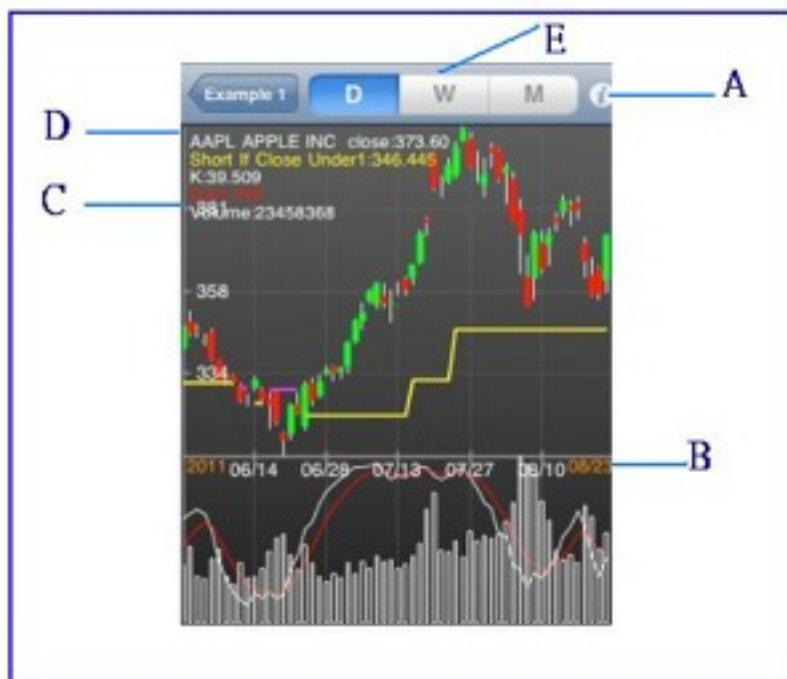 E
Example 1 D W M i
A
D
AAPL APPLE INC close:373.60
Short If Close Under1:346.445
K:39.509
C
381
Volume:23458368
358
334
B
2011 06/14 06/28 07/13 07/27 08/10 08/23